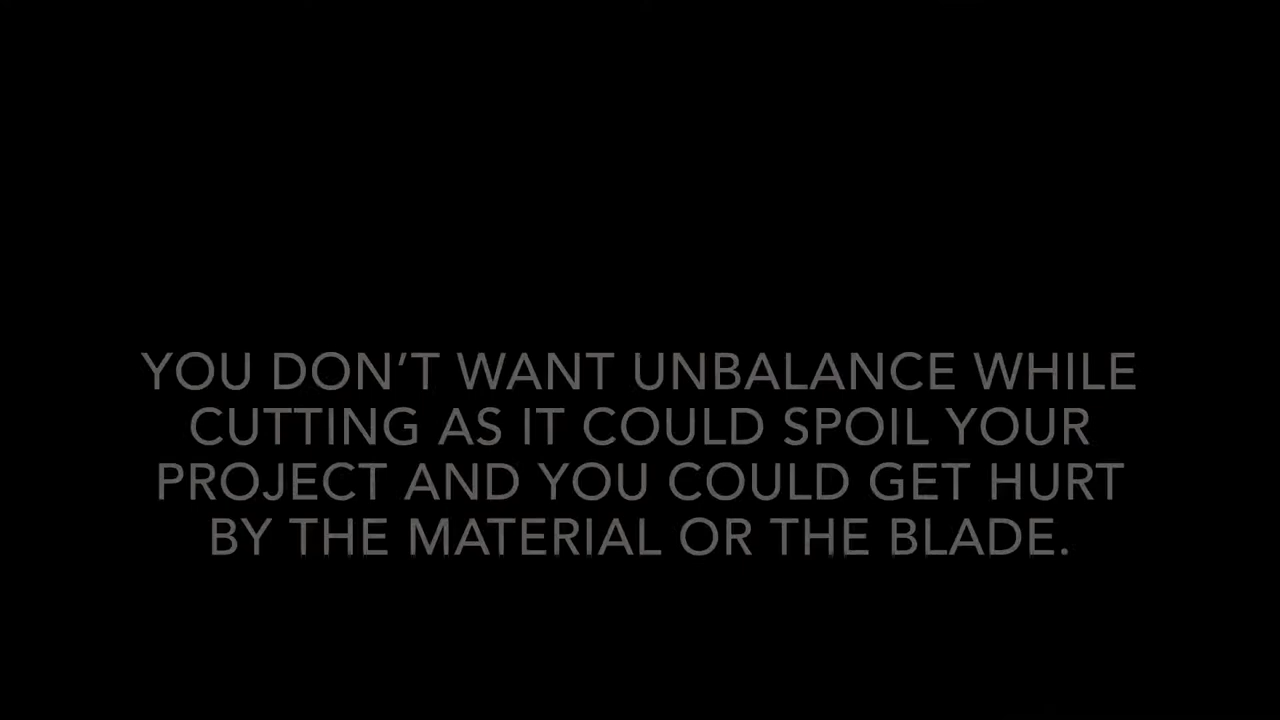 YOU DON’T WANT UNBALANCE WHILE
CUTTING AS IT COULD SPOIL YOUR
PROJECT AND YOU COULD GET HURT
BY THE MATERIAL OR THE BLADE.